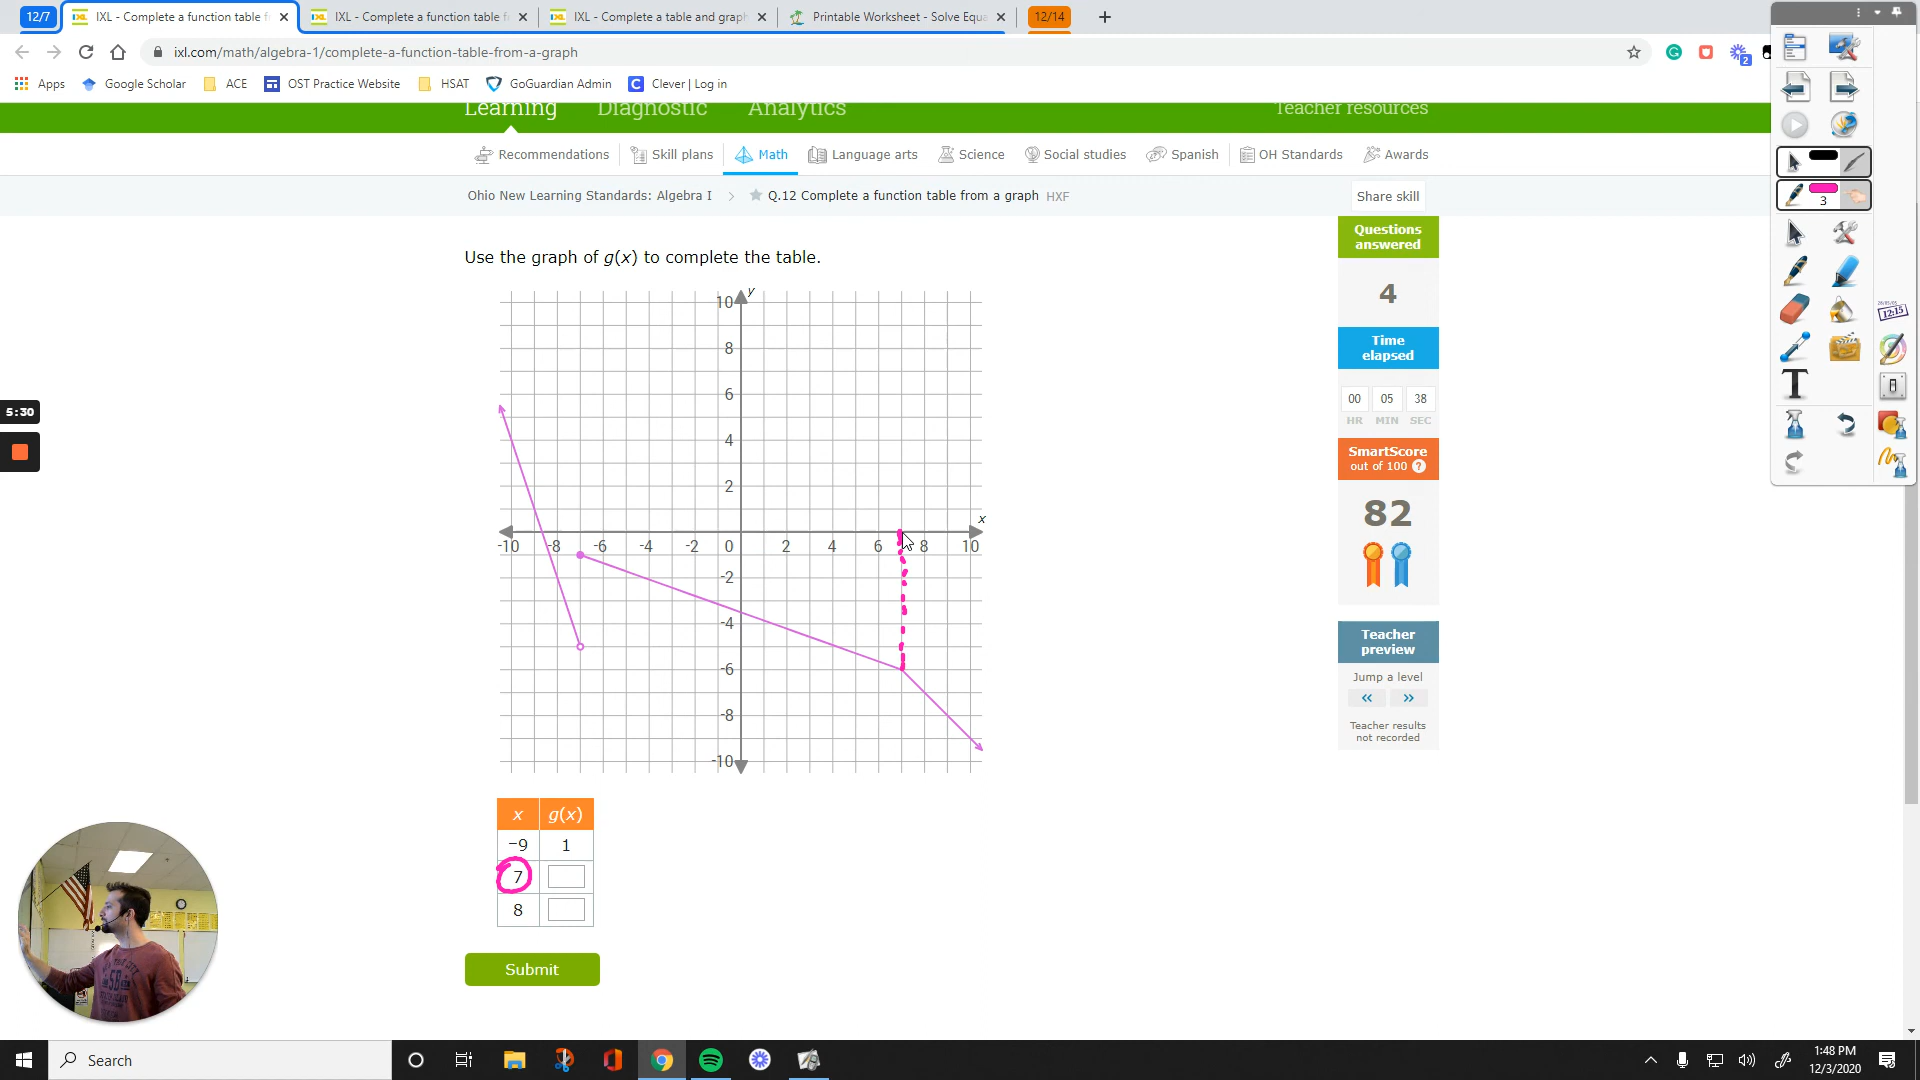 12/7
IXL - Complete a function table f
IXL - Complete a function table f
IXL - Complete a table and graph
Printable Worksheet - Solve Equa
12/14
ixl.com/math/algebra-1/complete-a-function-table-from-a-graph
2
Apps
Google Scholar
ACE
OST Practice Website
HSAT
GoGuardian Admin
Clever | Log in
Learning
Diagnostic
Analytics
Teacher resources
Recommendations
Skill plans
Math
Language arts
Science
Social studies
Spanish
OH Standards
Awards
Ohio New Learning Standards: Algebra I
Q.12 Complete a function table from a graph HXF
Share skill
3
12:15
T
Use the graph of g(x) to complete the table.
y
10
8
6
4
2
x
-10 -8 -6 -4 -2 0 2 4 6 8 10
-2
-4
-6
-8
-10
5:30
Questions
answered
4
Time
elapsed
00 05 38
HR MIN SEC
SmartScore
out of 100 ?
82
Teacher
preview
Jump a level
Teacher results
not recorded
x g(x)
-9 1
7
8
Submit
Search
1:48 PM
12/3/2020